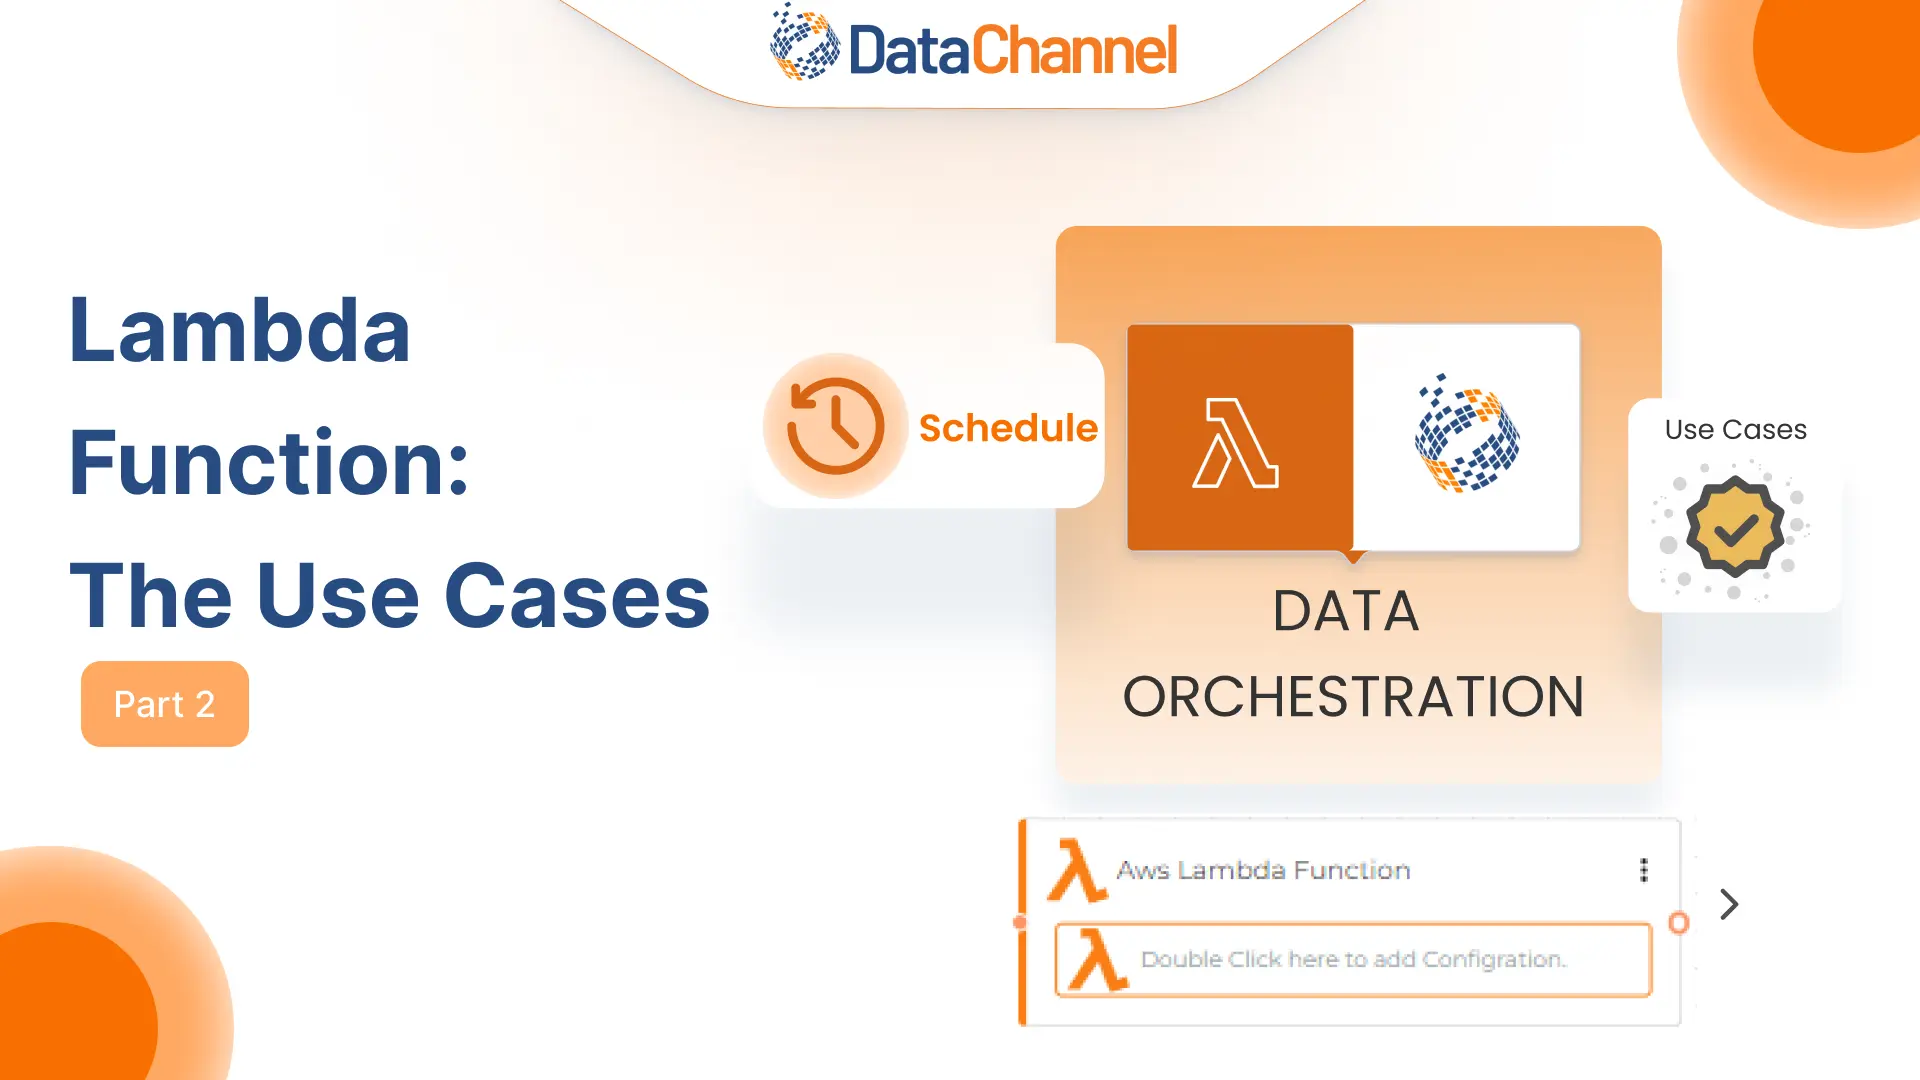 DataChannel
Lambda
Function:
The Use Cases
Part 2
Schedule
Use Cases
DATA
ORCHESTRATION
Aws Lambda Function
Double Click here to add Configration.